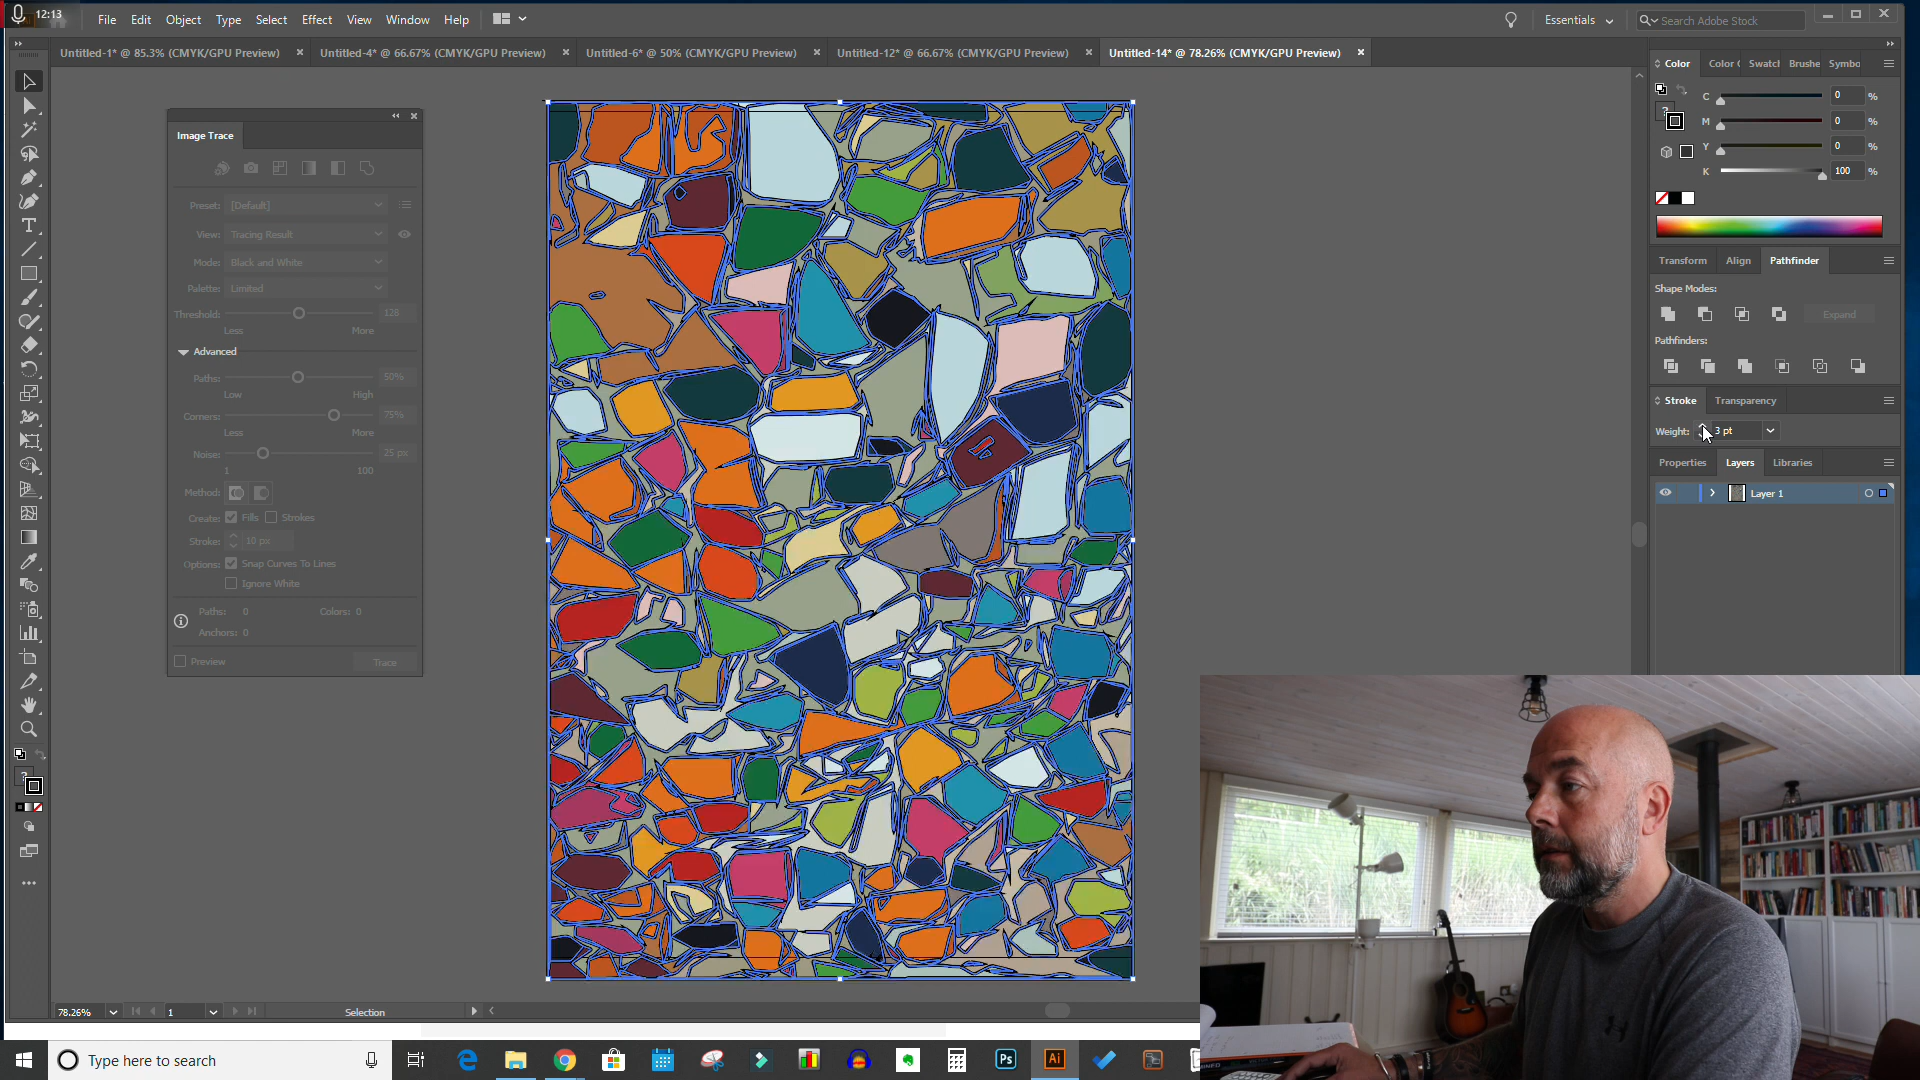 12:13
File Edit Object Type Select Effect View Window Help
Essentials
Search Adobe Stock
Untitled-1* @ 85.3% (CMYK/GPU Preview) × Untitled-4* @ 66.67% (CMYK/GPU Preview) × Untitled-6* @ 50% (CMYK/GPU Preview) × Untitled-12* @ 66.67% (CMYK/GPU Preview) × Untitled-14* @ 78.26% (CMYK/GPU Preview) ×
Image Trace
Preset: [Default]
View: Tracing Result
Mode: Black and White
Palette: Limited
Threshold: 128
Less More
Advanced
Paths: 50%
Low High
Corners: 75%
Less More
Noise: 25 px
1 100
Method:
Create: Fills Strokes
Stroke: 10 px
Options: Snap Curves To Lines
Ignore White
Paths: 0 Colors: 0
Anchors: 0
Preview Trace
Color Color Swatch Brushe Symbo
C 0 %
M 0 %
Y 0 %
K 100 %
Transform Align Pathfinder
Shape Modes:
Expand
Pathfinders:
Stroke Transparency
Weight: 3 pt
Properties Layers Libraries
Layer 1
78.26% 1 Selection
Type here to search
Ps Ai